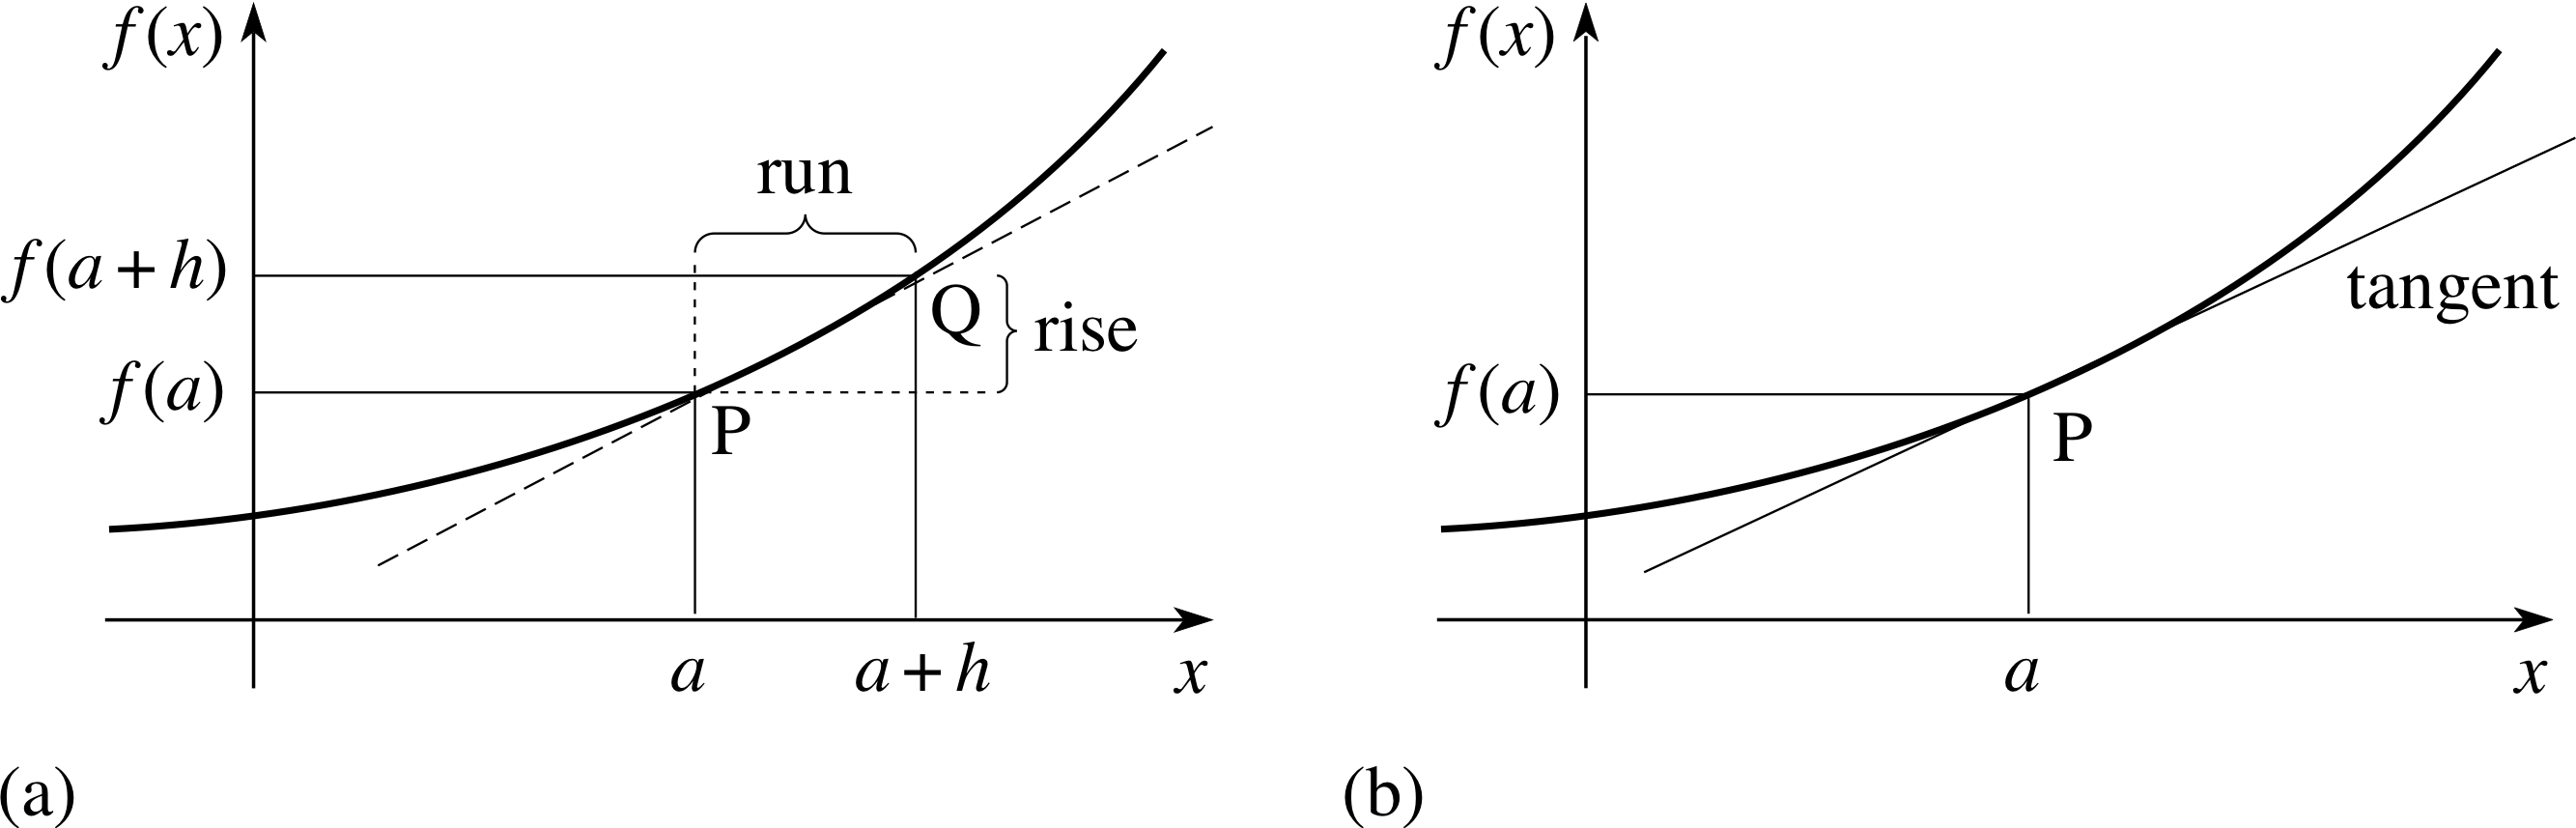 f(x)
run
f(a + h)
Q
rise
f(a)
P
a
a + h
x
(a)
f(x)
tangent
f(a)
P
a
x
(b)